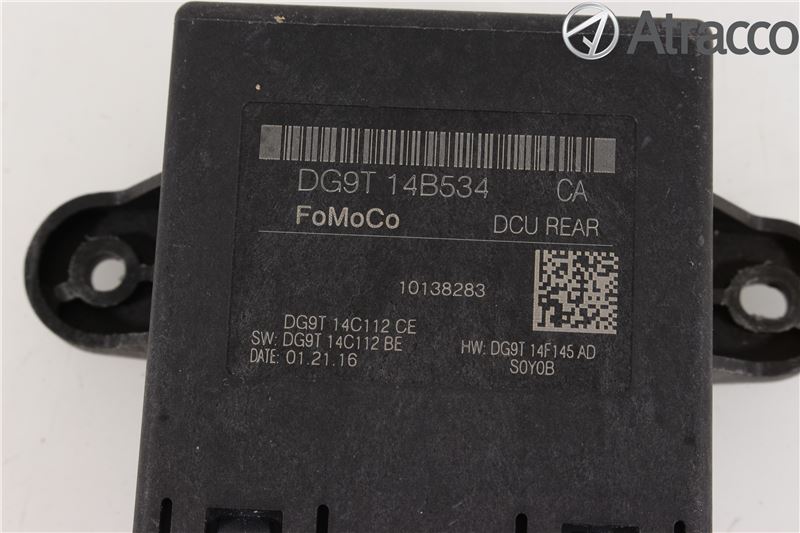 Atracco
DG9T 14B534 CA
FoMoCo DCU REAR
10138283
DG9T 14C112 CE
SW: DG9T 14C112 BE
DATE: 01.21.16
HW: DG9T 14F145 AD
S0Y0B